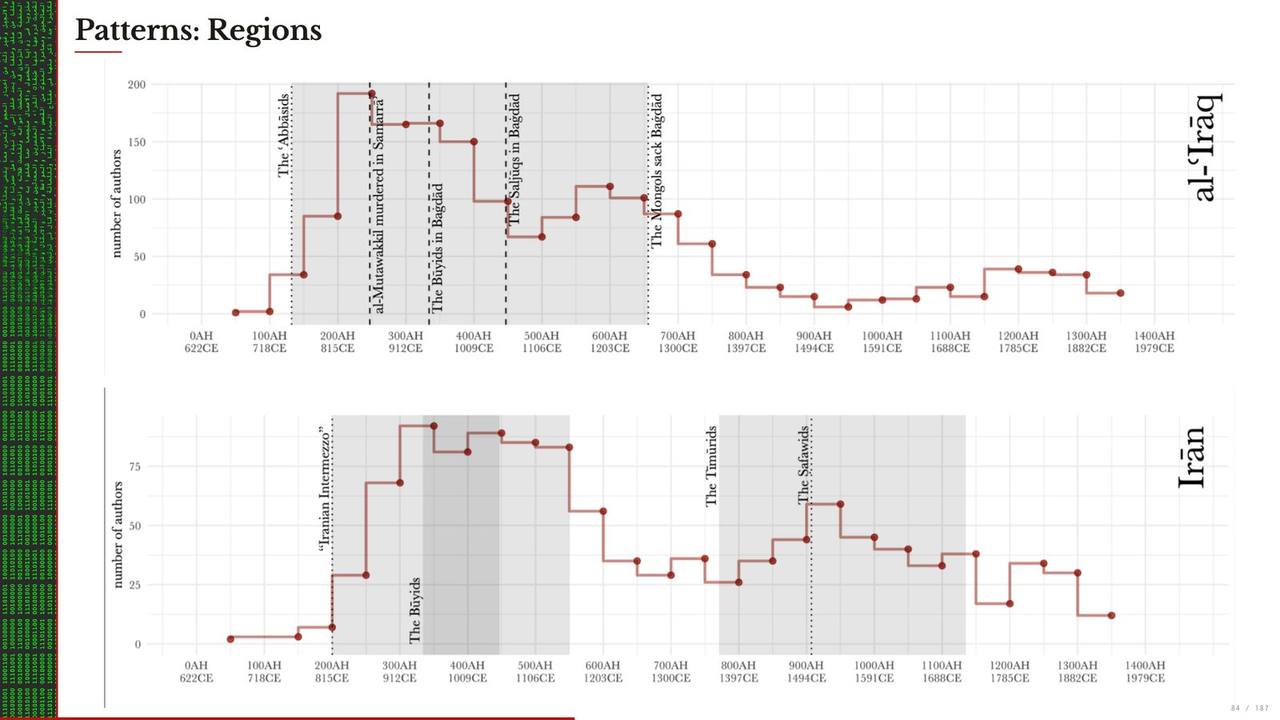 Patterns: Regions
al-ʿIrāq
number of authors
200
150
100
50
0
The ʿAbbāsids
al-Mutawakkil murdered in Sāmarrāʾ
The Būyids in Baġdād
The Saljūqs in Baġdād
The Mongols sack Baġdād
0AH 100AH 200AH 300AH 400AH 500AH 600AH 700AH 800AH 900AH 1000AH 1100AH 1200AH 1300AH 1400AH
622CE 718CE 815CE 912CE 1009CE 1106CE 1203CE 1300CE 1397CE 1494CE 1591CE 1688CE 1785CE 1882CE 1979CE
Irān
number of authors
75
50
25
0
“Iranian Intermezzo”
The Būyids
The Tīmūrids
The Ṣafawids
0AH 100AH 200AH 300AH 400AH 500AH 600AH 700AH 800AH 900AH 1000AH 1100AH 1200AH 1300AH 1400AH
622CE 718CE 815CE 912CE 1009CE 1106CE 1203CE 1300CE 1397CE 1494CE 1591CE 1688CE 1785CE 1882CE 1979CE
84 / 187